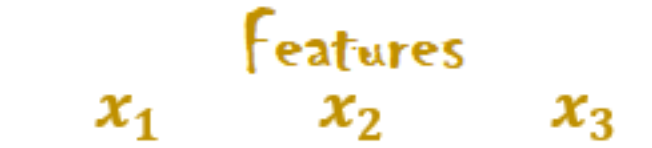 Features
x₁ x₂ x₃